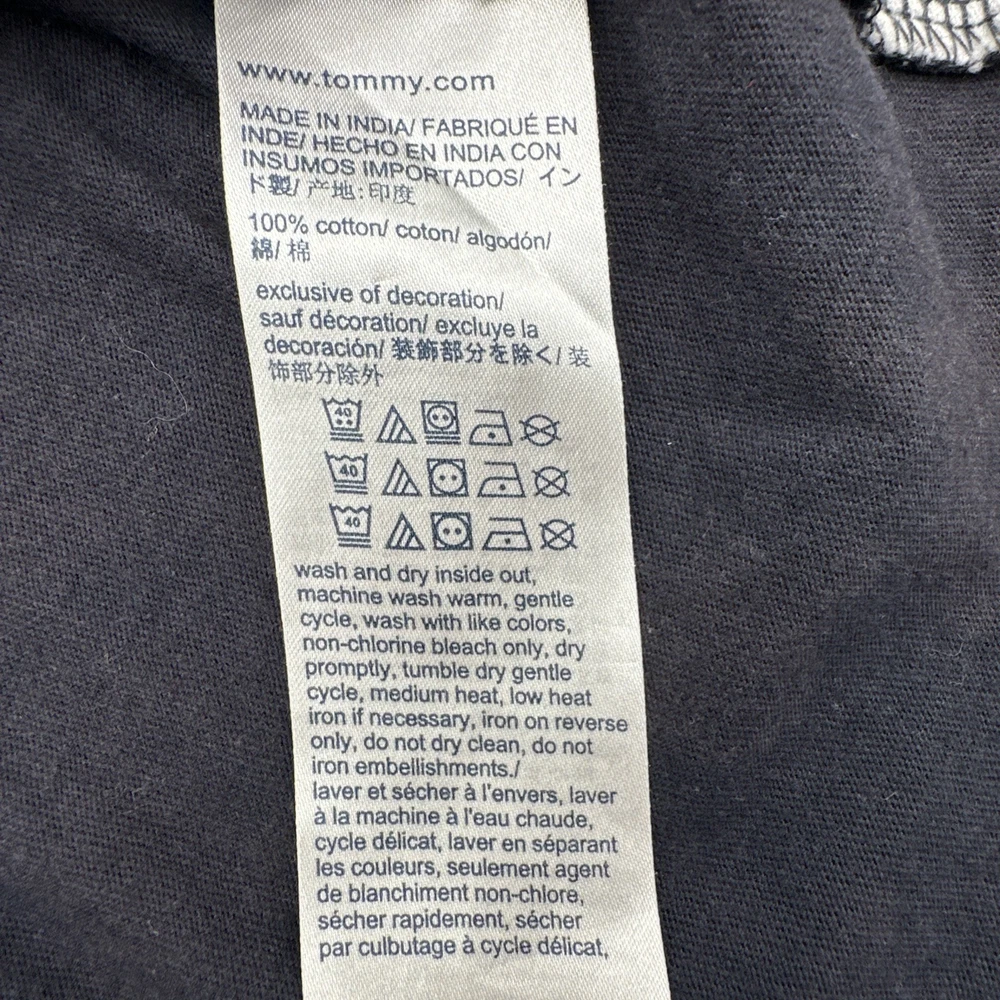 www.tommy.com
MADE IN INDIA/ FABRIQUÉ EN
INDE/ HECHO EN INDIA CON
INSUMOS IMPORTADOS/ イン
ド製/ 产地:印度
100% cotton/ coton/ algodón/
綿/ 棉
exclusive of decoration/
sauf décoration/ excluye la
decoración/ 装飾部分を除く/ 装
饰部分除外
40
40
40
wash and dry inside out,
machine wash warm, gentle
cycle, wash with like colors,
non-chlorine bleach only, dry
promptly, tumble dry gentle
cycle, medium heat, low heat
iron if necessary, iron on reverse
only, do not dry clean, do not
iron embellishments./
laver et sécher à l'envers, laver
à la machine à l'eau chaude,
cycle délicat, laver en séparant
les couleurs, seulement agent
de blanchiment non-chlore,
sécher rapidement, sécher
par culbutage à cycle délicat,